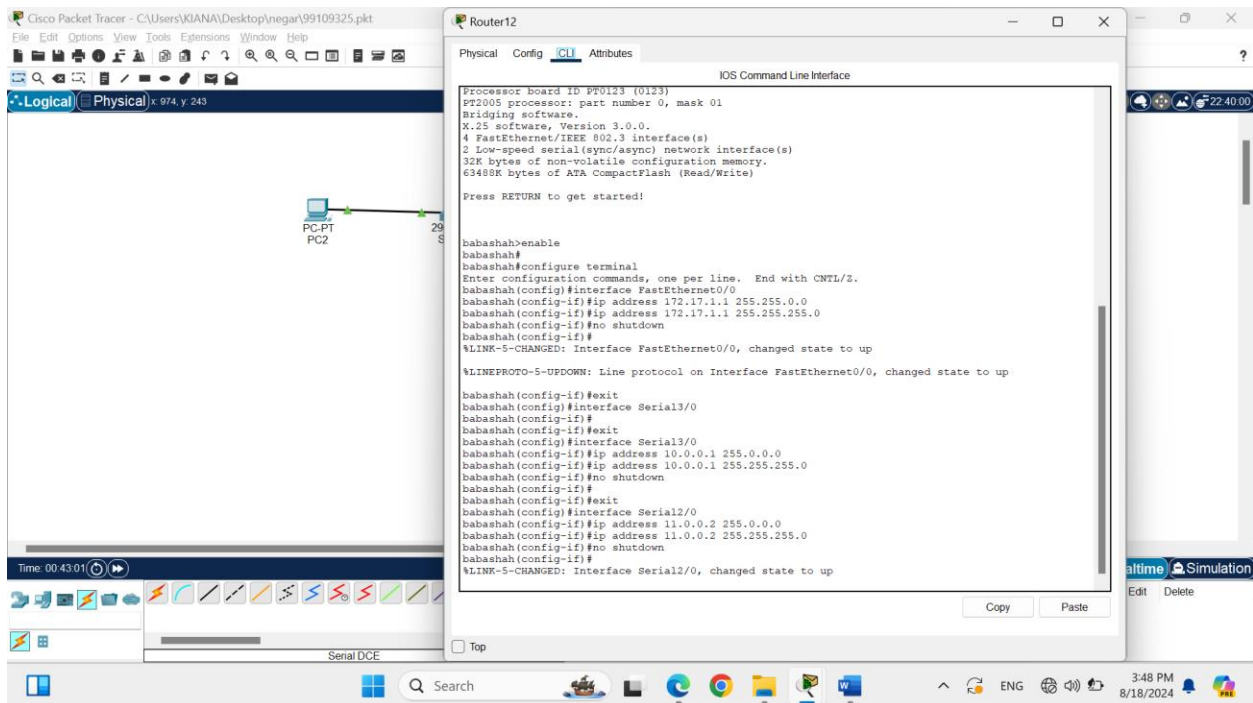 Cisco Packet Tracer - C:\Users\KIANA\Desktop\negar\99109325.pkt
File Edit Options View Tools Extensions Window Help
?
Logical Physical x: 974, y: 243
22:40:00
PC-PT
PC2
29
S
Router12
Physical Config CLI Attributes
IOS Command Line Interface
Processor board ID PT0123 (0123)
PT2005 processor: part number 0, mask 01
Bridging software.
X.25 software, Version 3.0.0.
4 FastEthernet/IEEE 802.3 interface(s)
2 Low-speed serial(sync/async) network interface(s)
32K bytes of non-volatile configuration memory.
63488K bytes of ATA CompactFlash (Read/Write)
Press RETURN to get started!
babashah>enable
babashah#
babashah#configure terminal
Enter configuration commands, one per line. End with CNTL/Z.
babashah(config)#interface FastEthernet0/0
babashah(config-if)#ip address 172.17.1.1 255.255.0.0
babashah(config-if)#ip address 172.17.1.1 255.255.255.0
babashah(config-if)#no shutdown
babashah(config-if)#
%LINK-5-CHANGED: Interface FastEthernet0/0, changed state to up
%LINEPROTO-5-UPDOWN: Line protocol on Interface FastEthernet0/0, changed state to up
babashah(config-if)#exit
babashah(config)#interface Serial3/0
babashah(config-if)#
babashah(config-if)#exit
babashah(config)#interface Serial3/0
babashah(config-if)#ip address 10.0.0.1 255.0.0.0
babashah(config-if)#ip address 10.0.0.1 255.255.255.0
babashah(config-if)#no shutdown
babashah(config-if)#
babashah(config-if)#exit
babashah(config)#interface Serial2/0
babashah(config-if)#ip address 11.0.0.2 255.0.0.0
babashah(config-if)#ip address 11.0.0.2 255.255.255.0
babashah(config-if)#no shutdown
babashah(config-if)#
%LINK-5-CHANGED: Interface Serial2/0, changed state to up
Copy Paste
Top
Time: 00:43:01
altime Simulation
Edit Delete
Serial DCE
Search
ENG
3:48 PM
8/18/2024
PRE